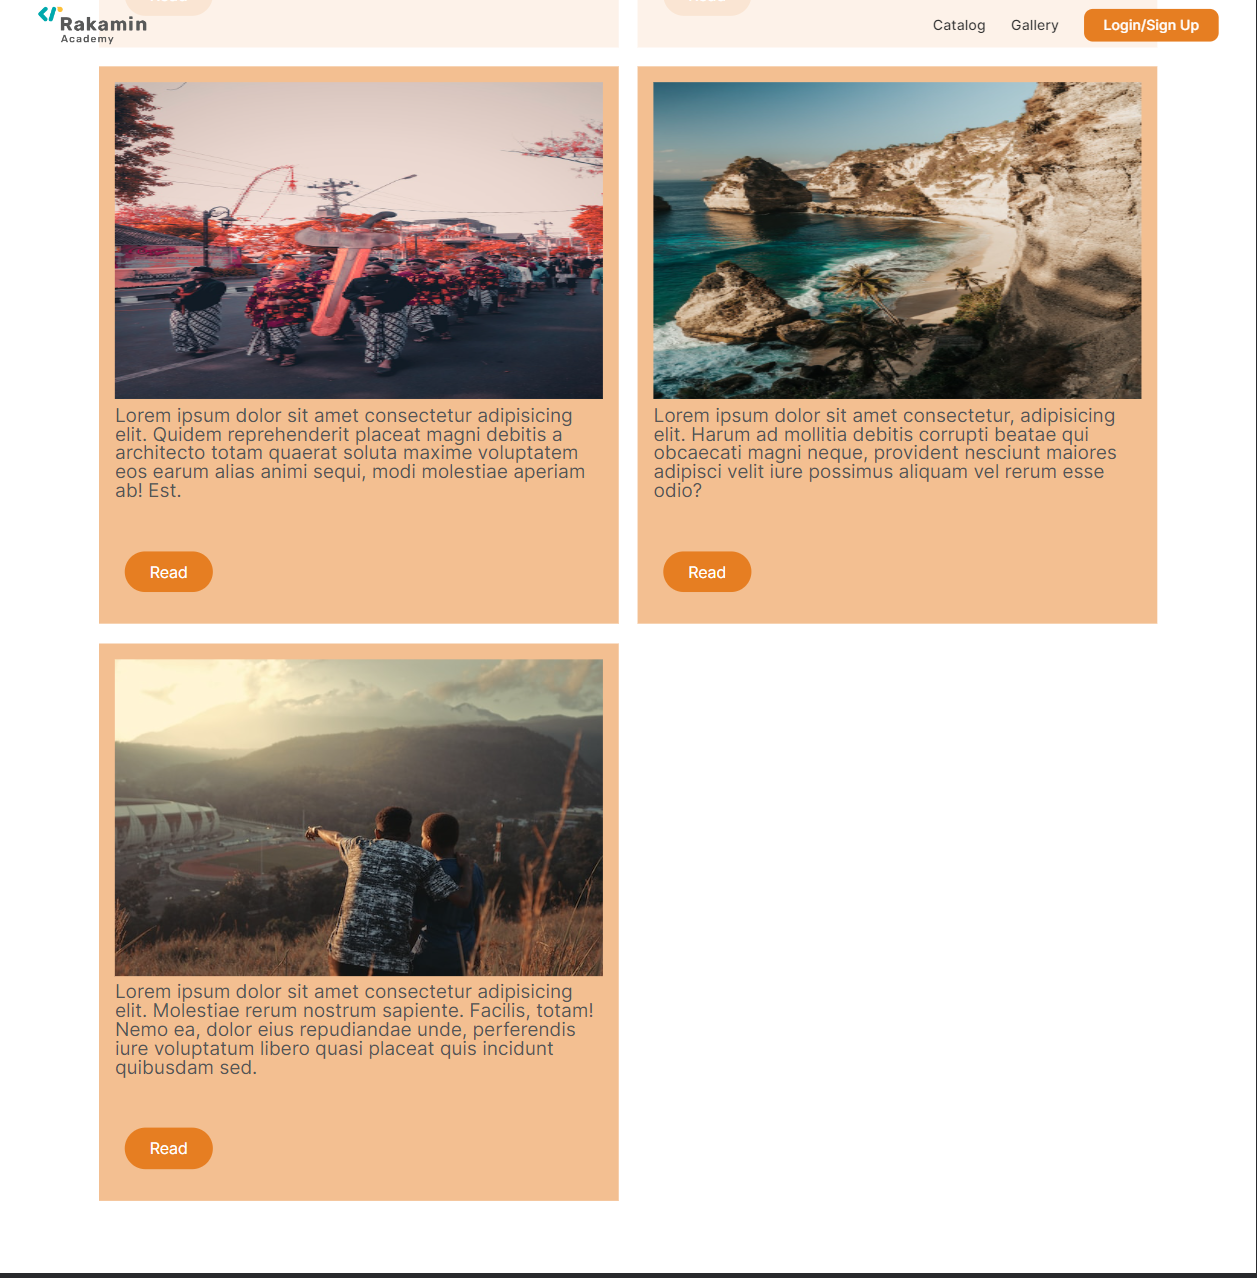 Read
Read
Rakamin
Academy
Catalog
Gallery
Login/Sign Up
Lorem ipsum dolor sit amet consectetur adipisicing
elit. Quidem reprehenderit placeat magni debitis a
architecto totam quaerat soluta maxime voluptatem
eos earum alias animi sequi, modi molestiae aperiam
ab! Est.
Read
Lorem ipsum dolor sit amet consectetur, adipisicing
elit. Harum ad mollitia debitis corrupti beatae qui
obcaecati magni neque, provident nesciunt maiores
adipisci velit iure possimus aliquam vel rerum esse
odio?
Read
Lorem ipsum dolor sit amet consectetur adipisicing
elit. Molestiae rerum nostrum sapiente. Facilis, totam!
Nemo ea, dolor eius repudiandae unde, perferendis
iure voluptatum libero quasi placeat quis incidunt
quibusdam sed.
Read